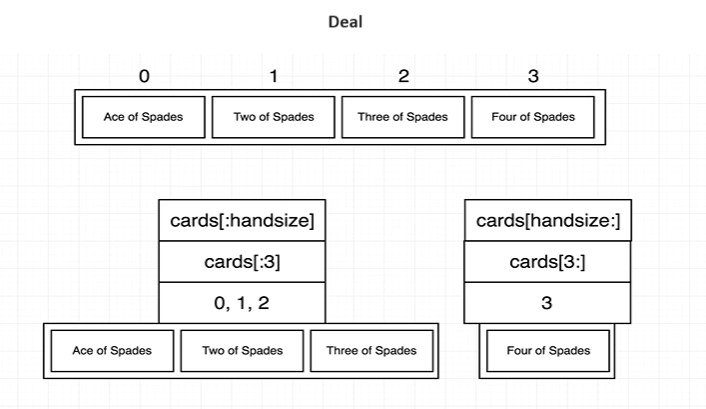 Deal
0 1 2 3
Ace of Spades Two of Spades Three of Spades Four of Spades
cards[:handsize] cards[handsize:]
cards[:3] cards[3:]
0, 1, 2 3
Ace of Spades Two of Spades Three of Spades Four of Spades